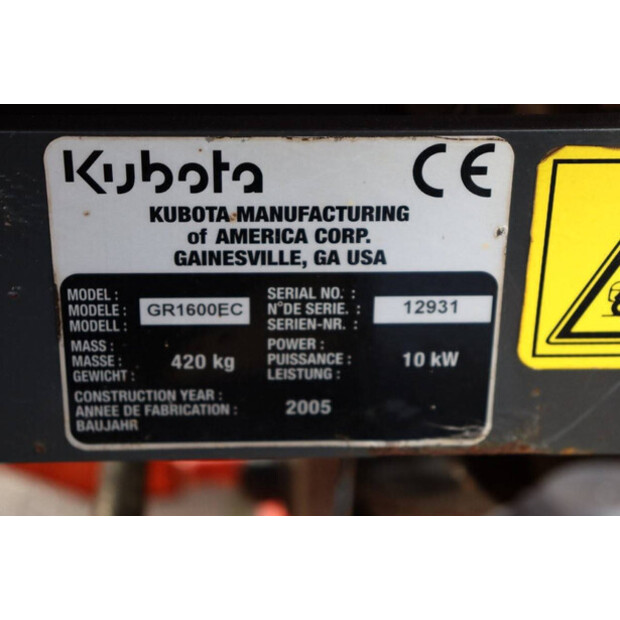 Kubota CE
KUBOTA MANUFACTURING
of AMERICA CORP.
GAINESVILLE, GA USA
MODEL :
MODELE :
MODELL :
GR1600EC
SERIAL NO. :
N°DE SERIE. :
SERIEN-NR. :
12931
MASS :
MASSE :
GEWICHT :
420 kg
POWER :
PUISSANCE :
LEISTUNG :
10 kW
CONSTRUCTION YEAR :
ANNEE DE FABRICATION :
BAUJAHR
2005